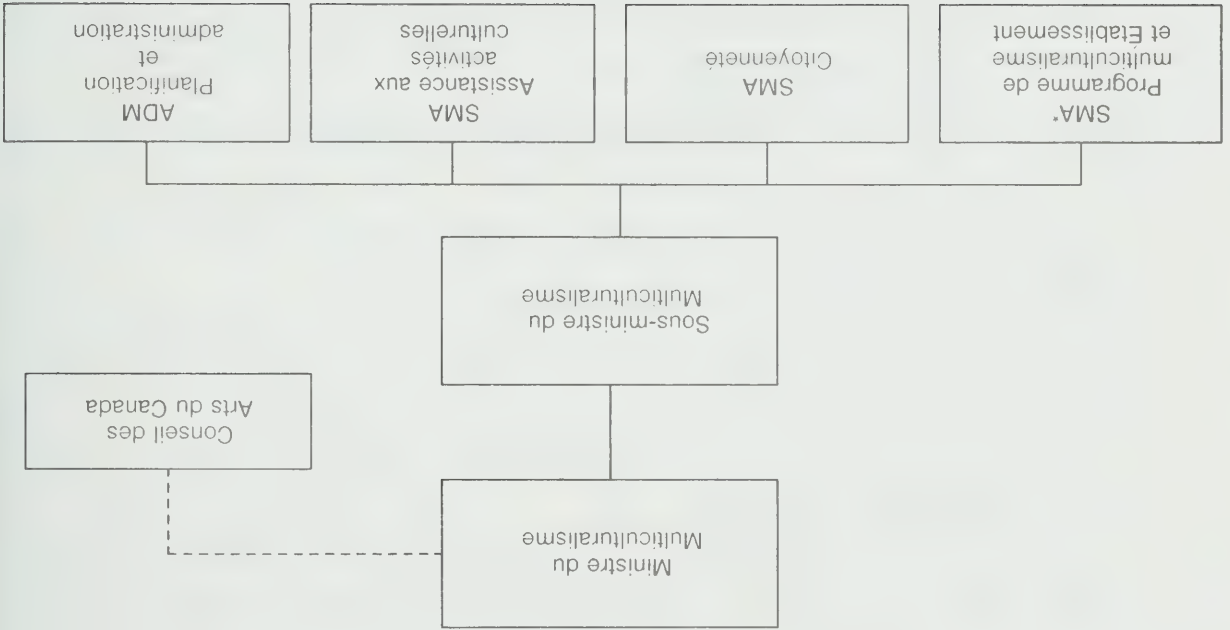 Ministre du
Multiculturalisme
Conseil des
Arts du Canada
Sous-ministre du
Multiculturalisme
SMA*
Programme de
multiculturalisme
et Établissement
SMA
Citoyenneté
SMA
Assistance aux
activités
culturelles
ADM
Planification
et
administration